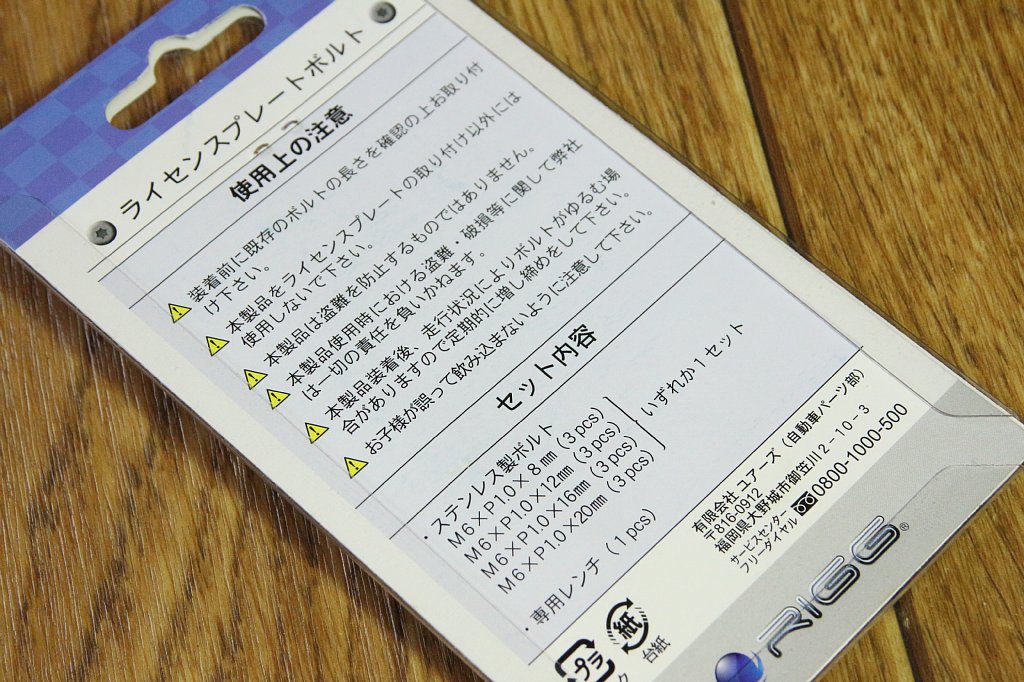 ライセンスプレートボルト
使用上の注意
装着前に既存のボルトの長さを確認の上お取り付
け下さい。
本製品をライセンスプレートの取り付け以外には
使用しないで下さい。
本製品は盗難を防止するものではありません。
本製品使用時における盗難・破損等に関して弊社
は一切の責任を負いかねます。
本製品装着後、走行状況によりボルトがゆるむ場
合がありますので定期的に増し締めをして下さい。
お子様が誤って飲み込まないように注意して下さい。
セット内容
・ステンレス製ボルト
M6×P1.0×8㎜(3pcs)
M6×P1.0×12㎜(3pcs)
M6×P1.0×16㎜(3pcs)
M6×P1.0×20㎜(3pcs)
いずれか1セット
・専用レンチ(1pcs)
有限会社 ユアーズ(自動車パーツ部)
〒816-0912
福岡県大野城市御笠川2-10-3
サービスセンター
フリーダイヤル 0800-1000-500
プラ
紙
台紙
RIGG®